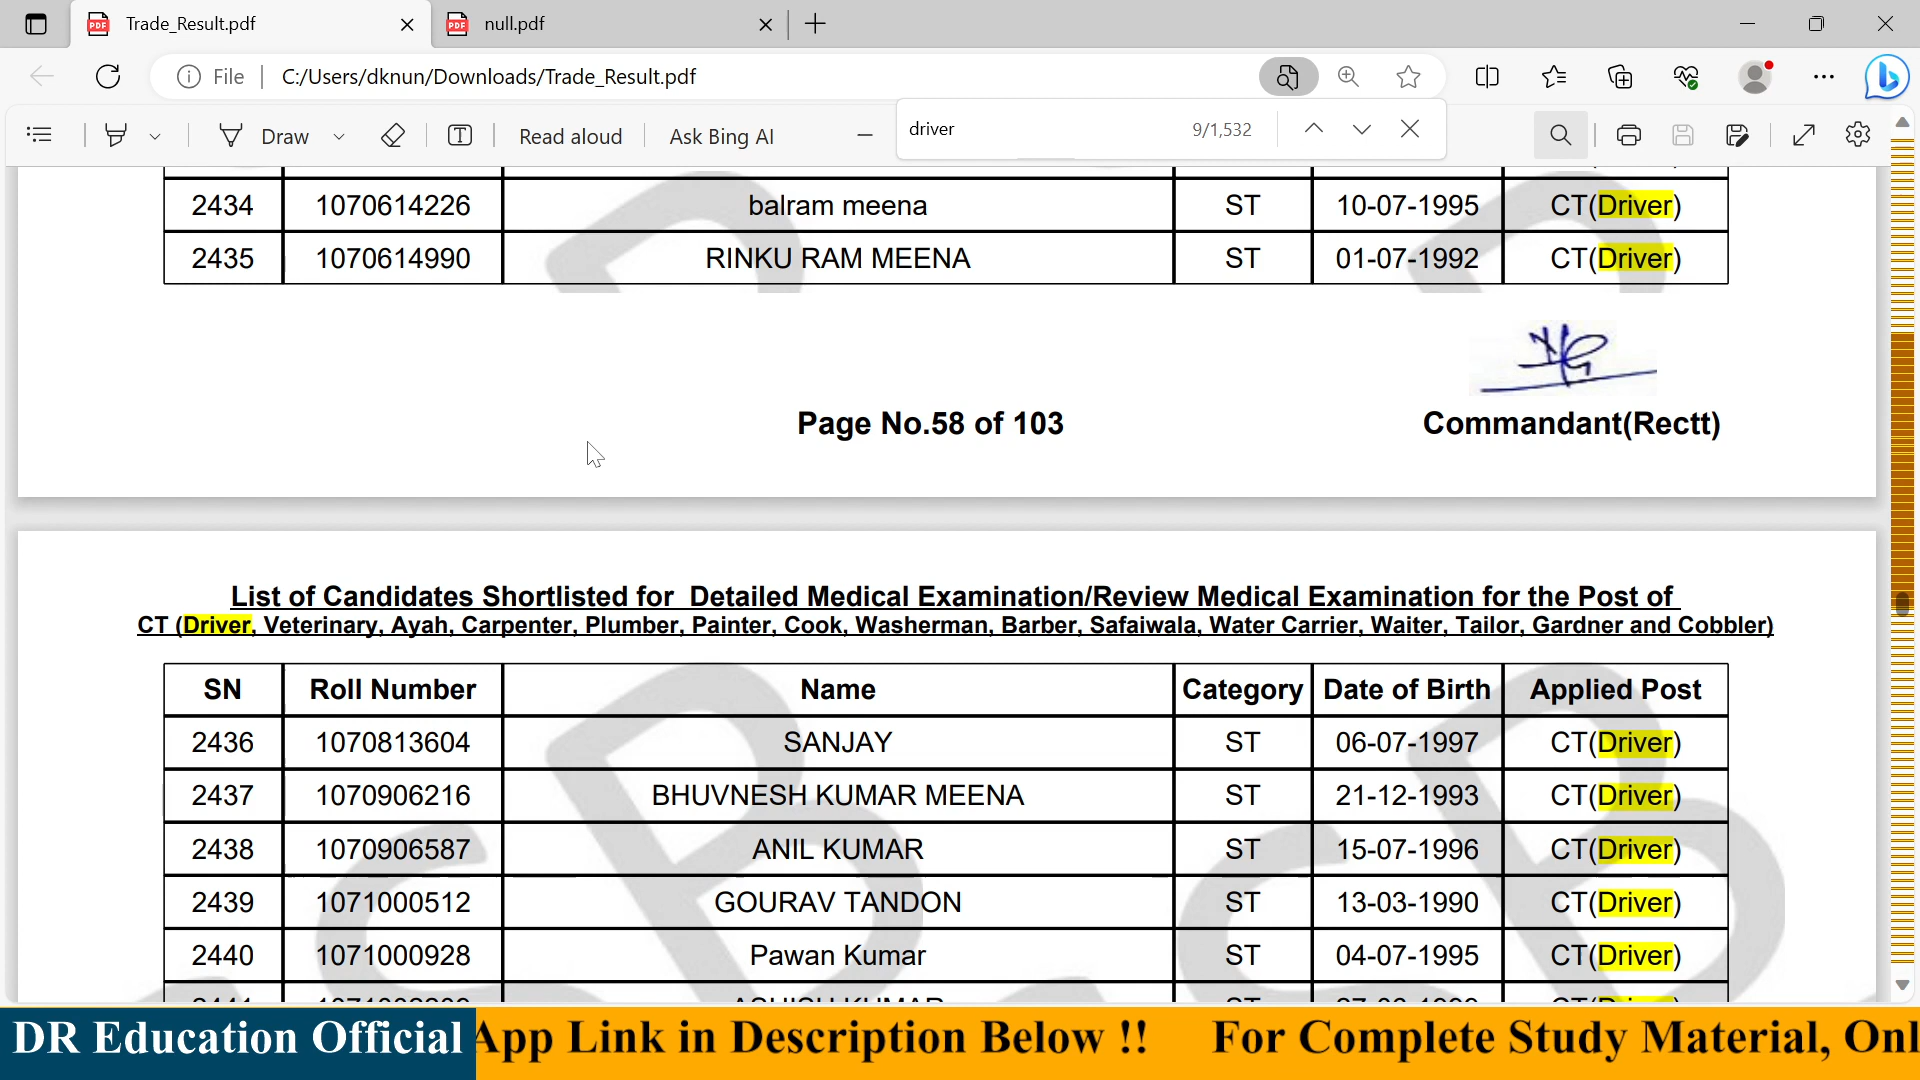 Trade_Result.pdf
null.pdf
File
C:/Users/dknun/Downloads/Trade_Result.pdf
Draw
Read aloud
Ask Bing AI
driver
9/1,532
2434 1070614226 balram meena ST 10-07-1995 CT(Driver)
2435 1070614990 RINKU RAM MEENA ST 01-07-1992 CT(Driver)
Page No.58 of 103
Commandant(Rectt)
List of Candidates Shortlisted for Detailed Medical Examination/Review Medical Examination for the Post of
CT (Driver, Veterinary, Ayah, Carpenter, Plumber, Painter, Cook, Washerman, Barber, Safaiwala, Water Carrier, Waiter, Tailor, Gardner and Cobbler)
SN Roll Number Name Category Date of Birth Applied Post
2436 1070813604 SANJAY ST 06-07-1997 CT(Driver)
2437 1070906216 BHUVNESH KUMAR MEENA ST 21-12-1993 CT(Driver)
2438 1070906587 ANIL KUMAR ST 15-07-1996 CT(Driver)
2439 1071000512 GOURAV TANDON ST 13-03-1990 CT(Driver)
2440 1071000928 Pawan Kumar ST 04-07-1995 CT(Driver)
DR Education Official
App Link in Description Below !! For Complete Study Material, Onl